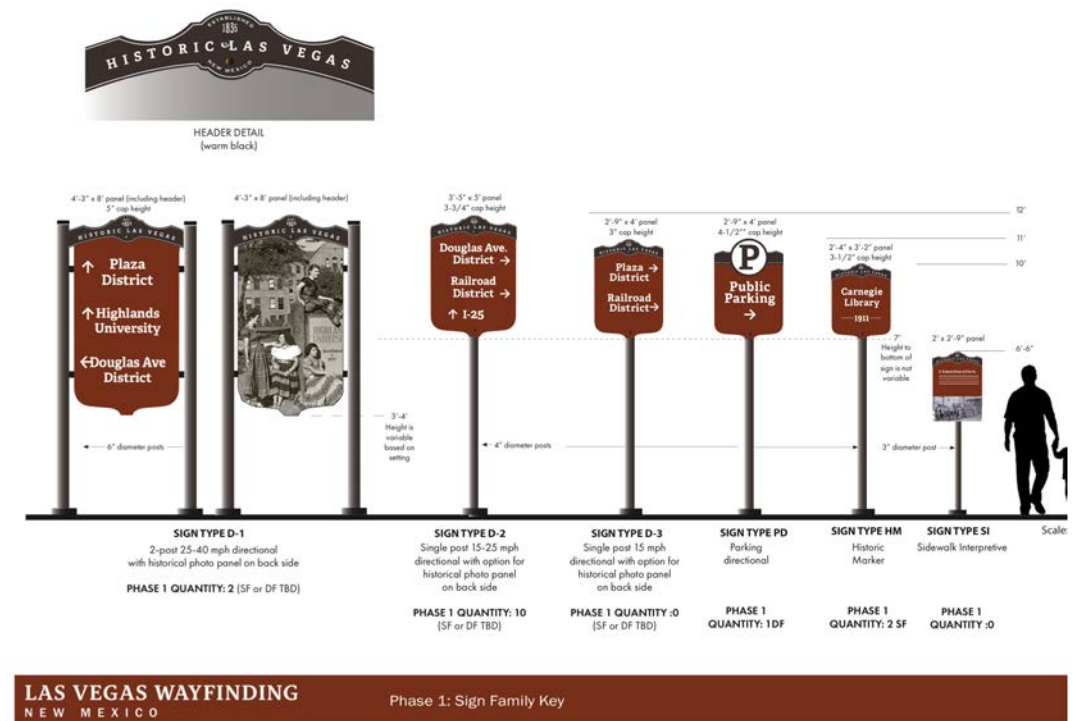 ESTABLISHED
1835
HISTORIC LAS VEGAS
NEW MEXICO
HEADER DETAIL
(warm black)
4'-3" x 8' panel (including header)
5" cap height
4'-3" x 8' panel (including header)
3'-5" x 5' panel
3-3/4" cap height
2'-9" x 4' panel
3" cap height
2'-9" x 4' panel
4-1/2"" cap height
2'-4" x 3'-2" panel
3-1/2" cap height
12'
11'
10'
HISTORIC LAS VEGAS
↑ Plaza
District
↑ Highlands
University
←Douglas Ave
District
HISTORIC LAS VEGAS
HISTORIC LAS VEGAS
Douglas Ave.
District →
Railroad
District →
↑ I-25
HISTORIC LAS VEGAS
Plaza →
District
Railroad
District→
P
Public
Parking
→
HISTORIC LAS VEGAS
Carnegie
Library
1911
7'
Height to
bottom of
sign is not
variable
2' x 2'-9" panel
6'-6"
3'-4"
Height is
variable
based on
setting
6" diameter posts
4" diameter posts
3" diameter post
SIGN TYPE D-1
2-post 25-40 mph directional
with historical photo panel on back side
PHASE 1 QUANTITY: 2 (SF or DF TBD)
SIGN TYPE D-2
Single post 15-25 mph
directional with option for
historical photo panel
on back side
PHASE 1 QUANTITY: 10
(SF or DF TBD)
SIGN TYPE D-3
Single post 15 mph
directional with option for
historical photo panel
on back side
PHASE 1 QUANTITY :0
(SF or DF TBD)
SIGN TYPE PD
Parking
directional
PHASE 1
QUANTITY: 1DF
SIGN TYPE HM
Historic
Marker
PHASE 1
QUANTITY: 2 SF
SIGN TYPE SI
Sidewalk Interpretive
PHASE 1
QUANTITY :0
Scale:
LAS VEGAS WAYFINDING
NEW MEXICO
Phase 1: Sign Family Key